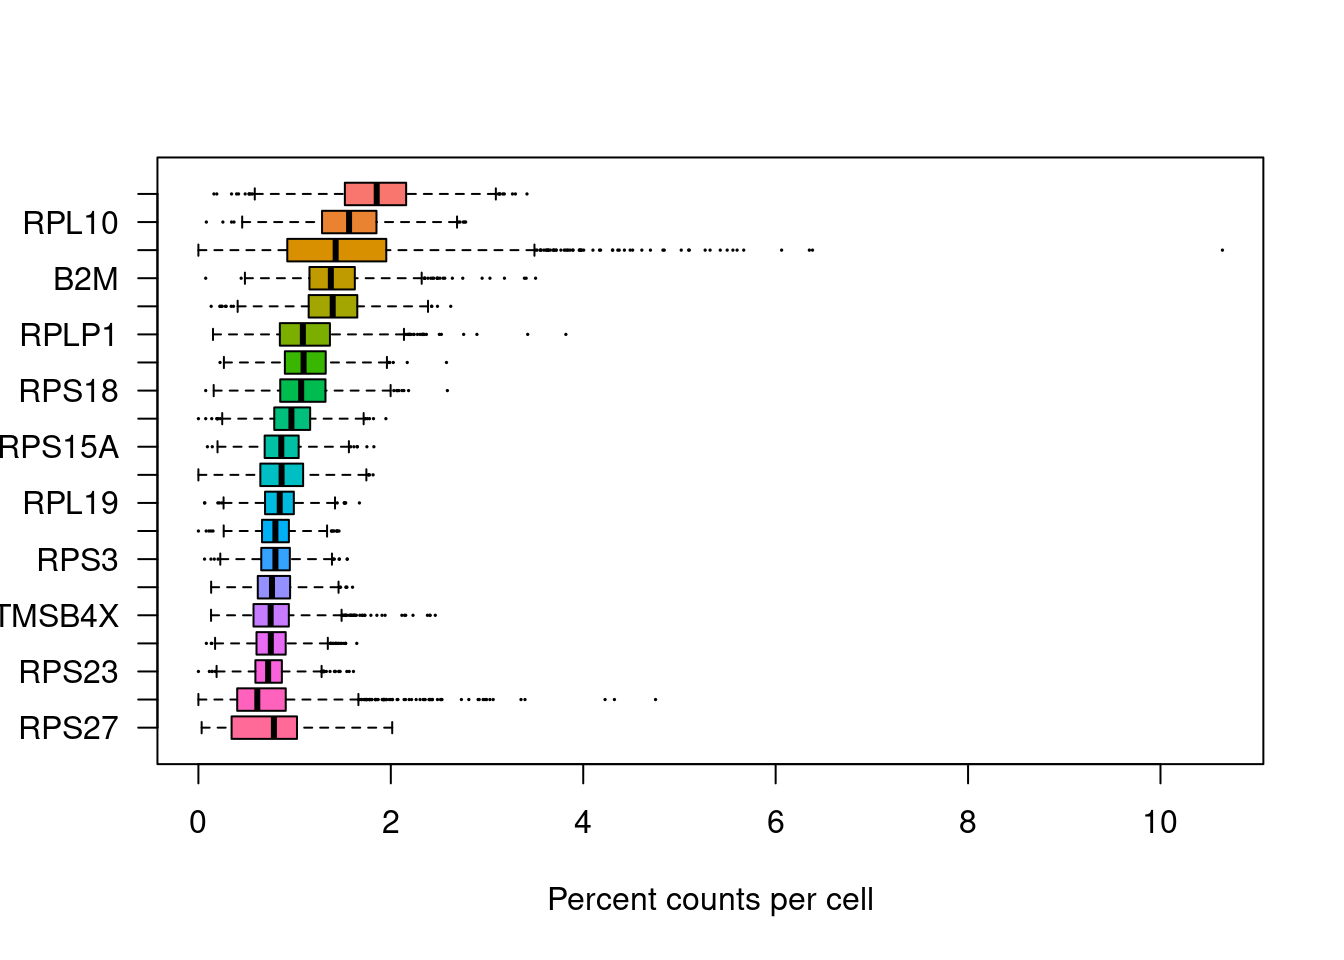 RPL10
B2M
RPLP1
RPS18
RPS15A
RPL19
RPS3
TMSB4X
RPS23
RPS27
0 2 4 6 8 10
Percent counts per cell